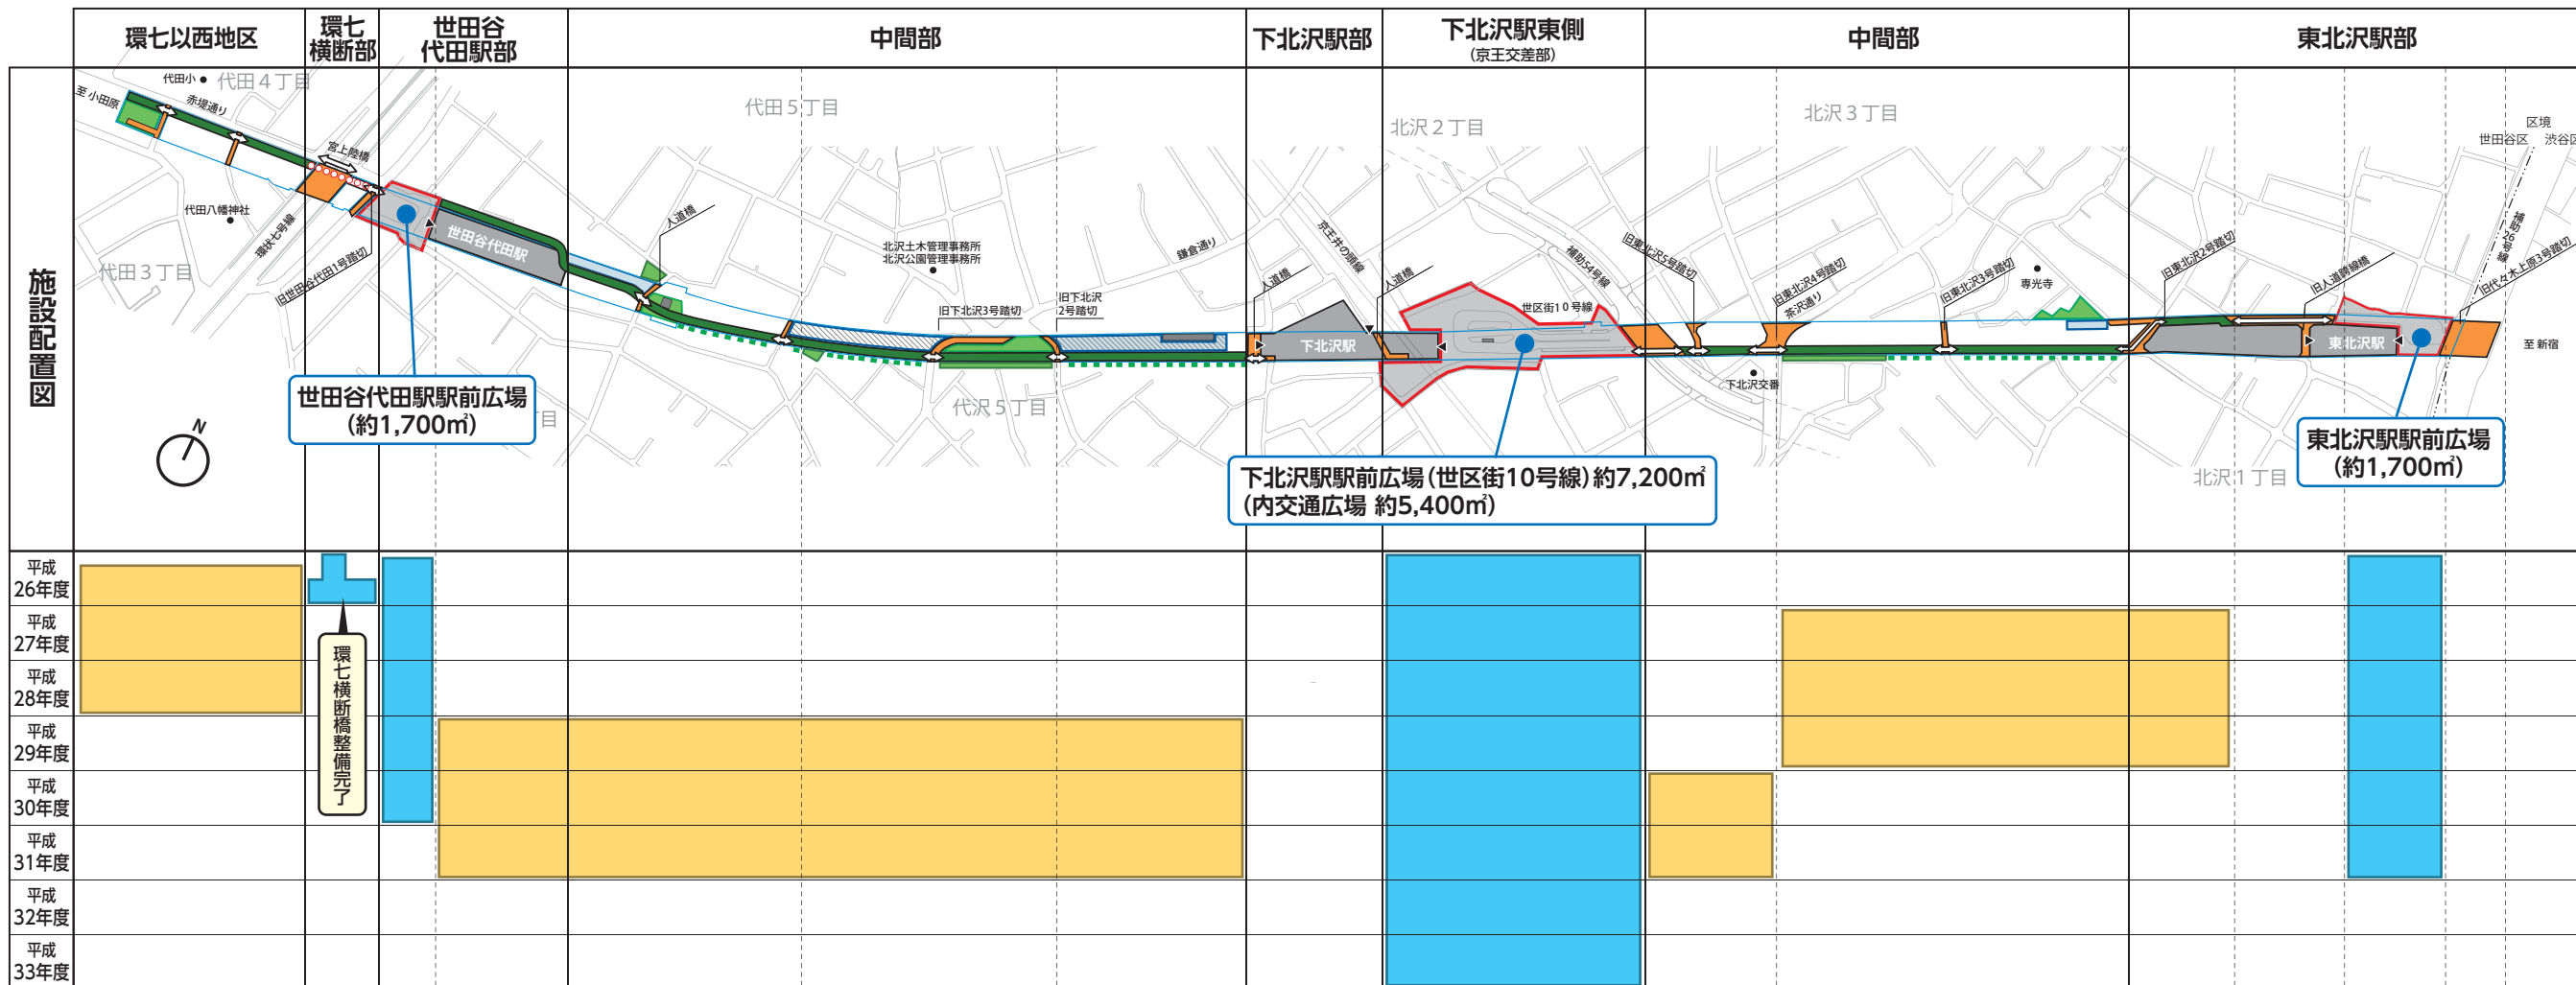 環七以西地区
環七
横断部
世田谷
代田駅部
中間部
下北沢駅部
下北沢駅東側
(京王交差部)
中間部
東北沢駅部
施設配置図
代田小
代田4丁目
至 小田原
赤堤通り
宮上陸橋
代田八幡神社
環状七号線
代田3丁目
旧世田谷代田1号踏切
世田谷代田駅
人道橋
代田5丁目
北沢土木管理事務所
北沢公園管理事務所
鎌倉通り
旧下北沢3号踏切
旧下北沢
2号踏切
代沢5丁目
丁目
人道橋
京王井の頭線
人道橋
下北沢駅
北沢2丁目
世区街10号線
補助54号線
旧東北沢5号踏切
旧東北沢4号踏切
茶沢通り
下北沢交番
北沢3丁目
旧東北沢3号踏切
専光寺
旧東北沢2号踏切
旧人道跨線橋
東北沢駅
区境
世田谷区 渋谷区
補助26号線
旧代々木上原3号踏切
至 新宿
北沢1丁目
N
世田谷代田駅駅前広場
(約1,700㎡)
下北沢駅駅前広場(世区街10号線)約7,200㎡
(内交通広場 約5,400㎡)
東北沢駅駅前広場
(約1,700㎡)
平成
26年度
平成
27年度
平成
28年度
平成
29年度
平成
30年度
平成
31年度
平成
32年度
平成
33年度
環七横断橋整備完了